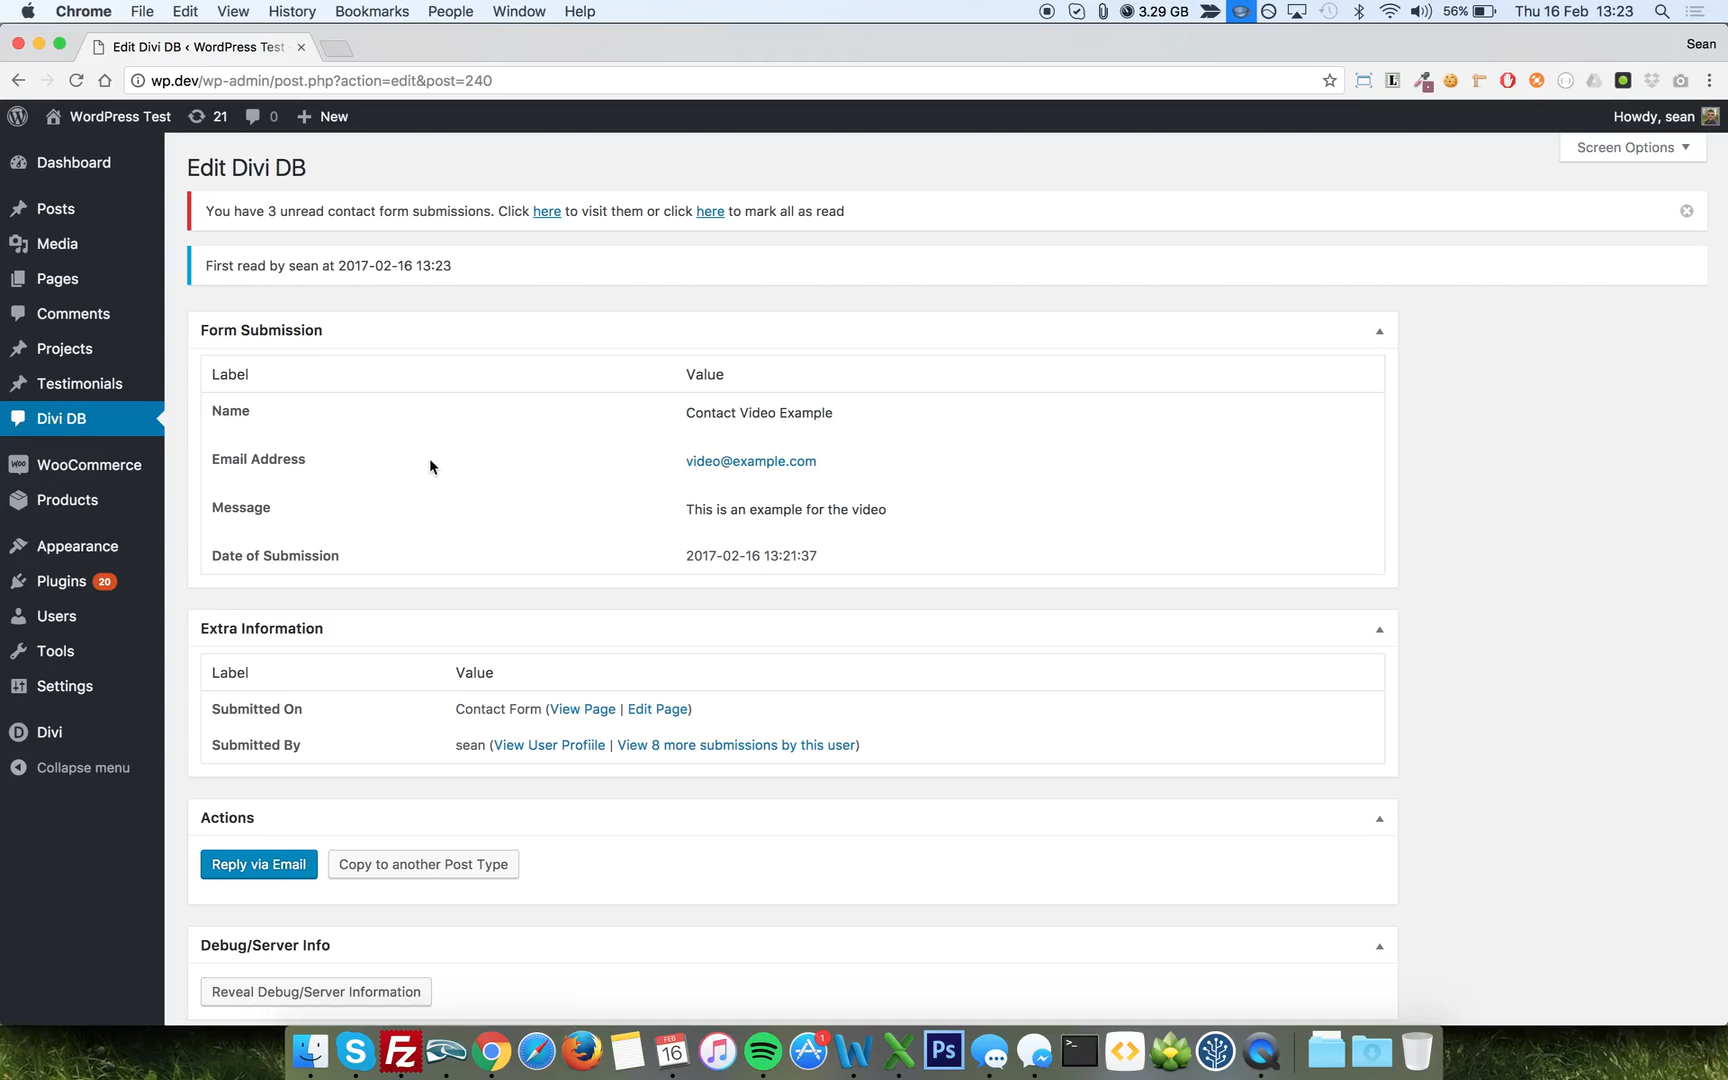 Chrome File Edit View History Bookmarks People Window Help 3.29 GB 56% Thu 16 Feb 13:23
Edit Divi DB ‹ WordPress Test Sean
wp.dev/wp-admin/post.php?action=edit&post=240
WordPress Test 21 0 + New Howdy, sean
Screen Options
Dashboard
Posts
Media
Pages
Comments
Projects
Testimonials
Divi DB
WooCommerce
Products
Appearance
Plugins 20
Users
Tools
Settings
Divi
Collapse menu
Edit Divi DB
You have 3 unread contact form submissions. Click here to visit them or click here to mark all as read
First read by sean at 2017-02-16 13:23
Form Submission
Label Value
Name Contact Video Example
Email Address video@example.com
Message This is an example for the video
Date of Submission 2017-02-16 13:21:37
Extra Information
Label Value
Submitted On Contact Form (View Page | Edit Page)
Submitted By sean (View User Profiile | View 8 more submissions by this user)
Actions
Reply via Email Copy to another Post Type
Debug/Server Info
Reveal Debug/Server Information
FEB
16
1
Ps